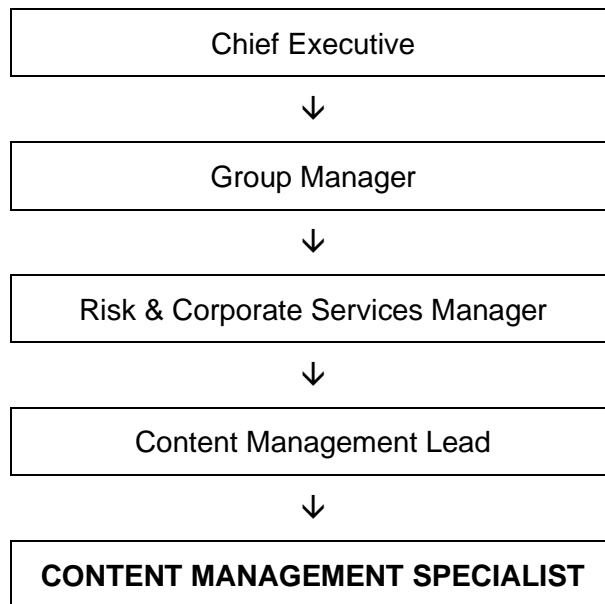 Chief Executive
Group Manager
Risk & Corporate Services Manager
Content Management Lead
CONTENT MANAGEMENT SPECIALIST